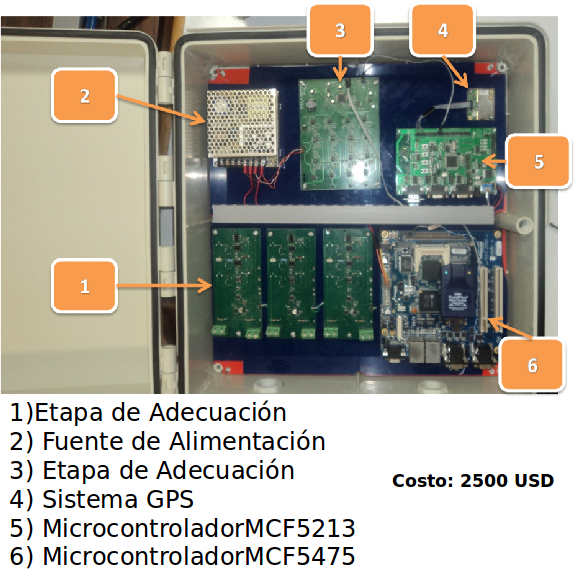 3
4
2
5
1
6
1)Etapa de Adecuación
2) Fuente de Alimentación
3) Etapa de Adecuación
4) Sistema GPS
5) MicrocontroladorMCF5213
6) MicrocontroladorMCF5475
Costo: 2500 USD